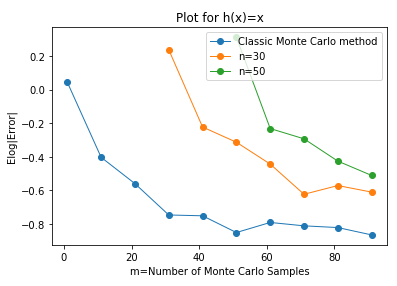 Plot for h(x)=x
Classic Monte Carlo method
n=30
n=50
Elog|Error|
0.2
0.0
−0.2
−0.4
−0.6
−0.8
0 20 40 60 80
m=Number of Monte Carlo Samples